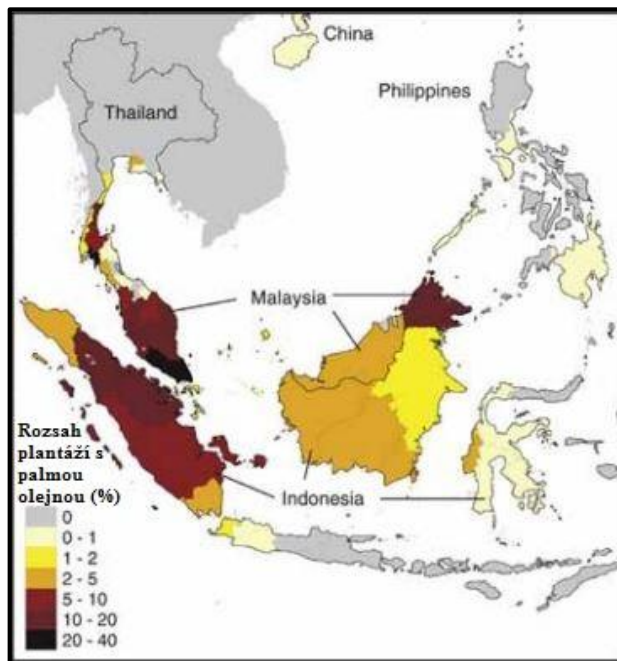 China
Philippines
Thailand
Malaysia
Indonesia
Rozsah
plantáží s
palmou
olejnou (%)
0
0 - 1
1 - 2
2 - 5
5 - 10
10 - 20
20 - 40